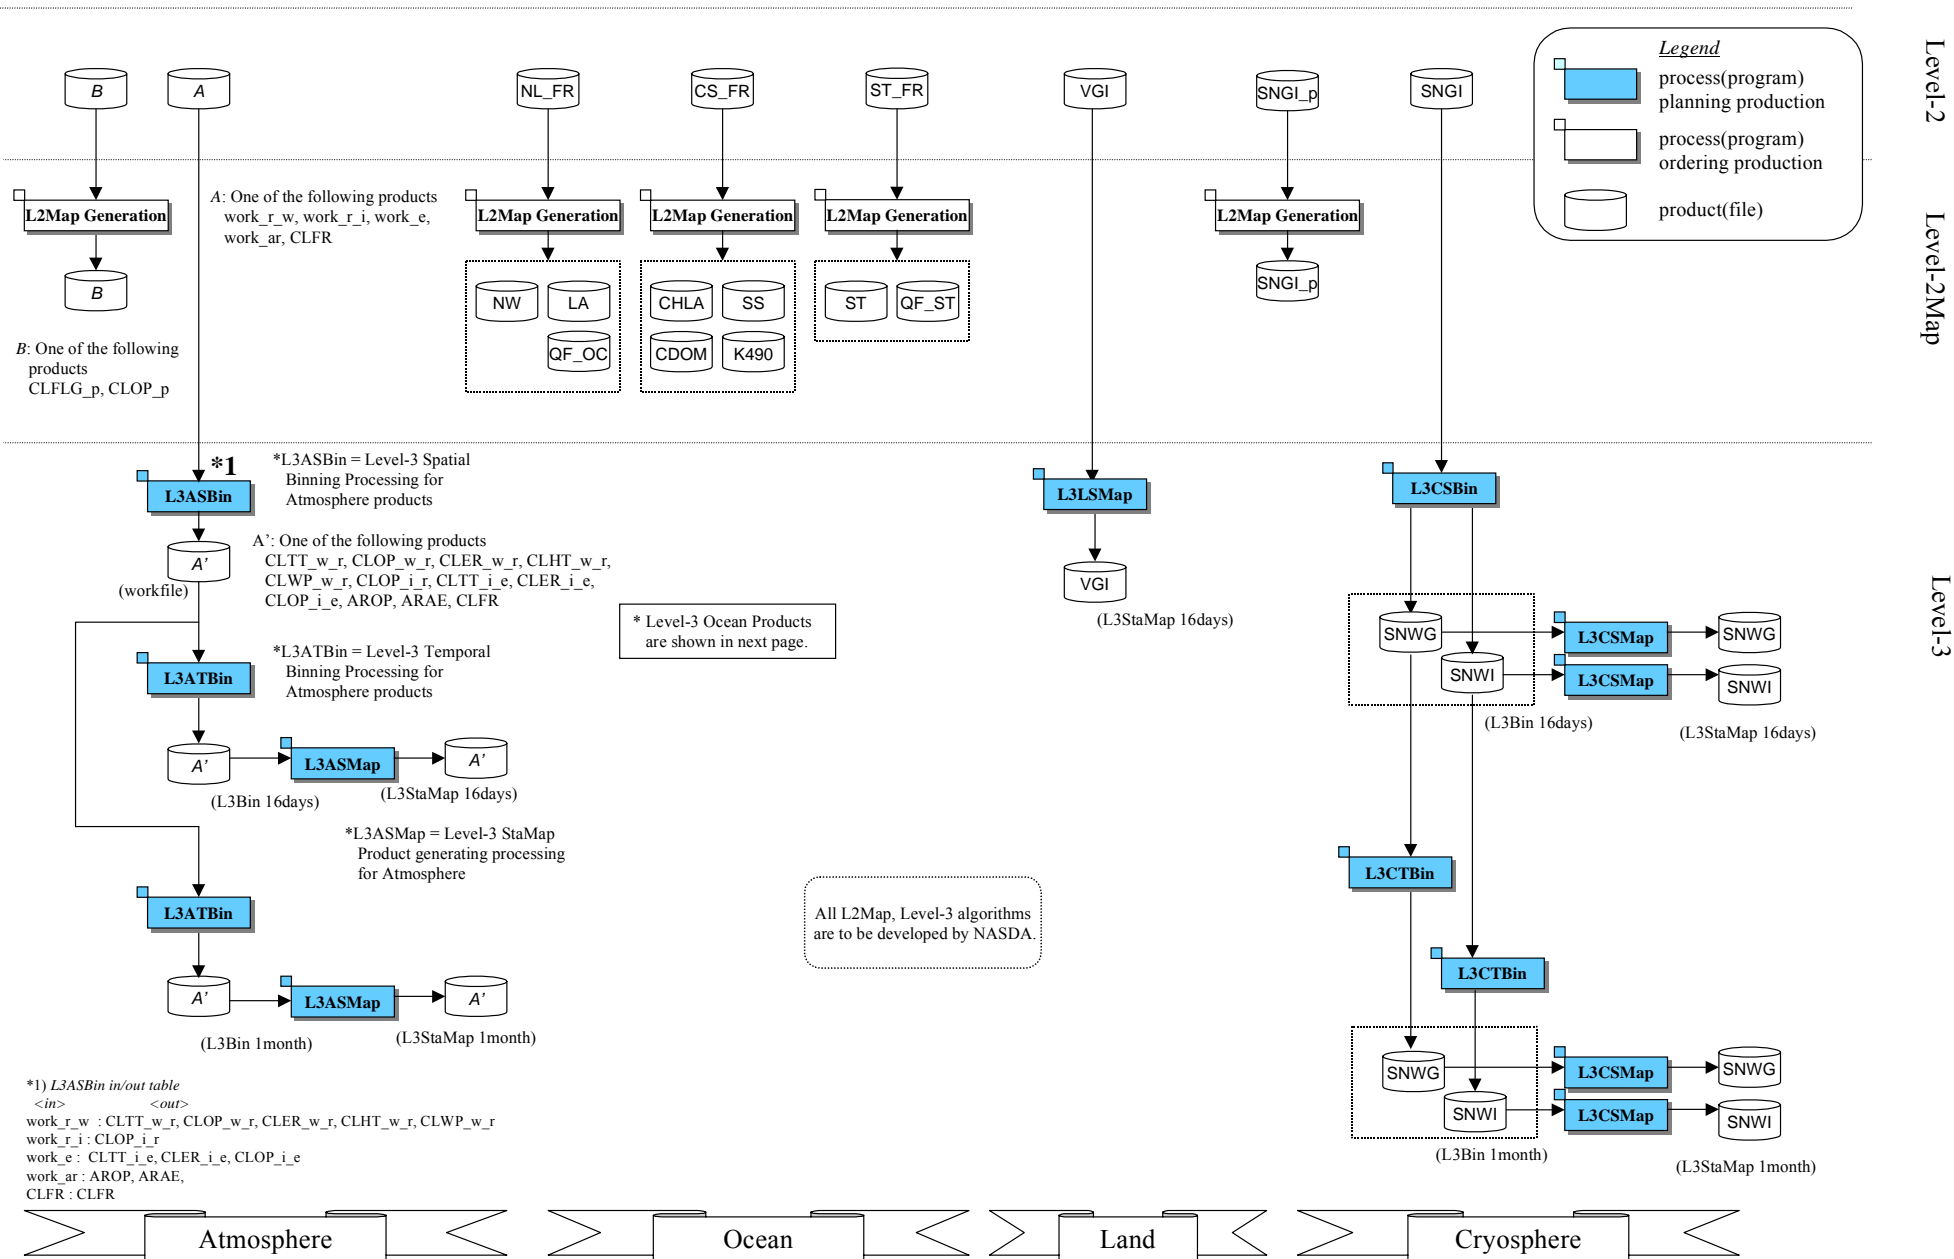 Legend
process(program)
planning production
process(program)
ordering production
product(file)
Level-2
Level-2Map
Level-3
B
A
NL_FR
CS_FR
ST_FR
VGI
SNGI_p
SNGI
L2Map Generation
A: One of the following products
work_r_w, work_r_i, work_e,
work_ar, CLFR
L2Map Generation
L2Map Generation
L2Map Generation
L2Map Generation
B
NW
LA
QF_OC
CHLA
SS
CDOM
K490
ST
QF_ST
SNGI_p
B: One of the following
products
CLFLG_p, CLOP_p
*1
L3ASBin
*L3ASBin = Level-3 Spatial
Binning Processing for
Atmosphere products
A'
(workfile)
A’: One of the following products
CLTT_w_r, CLOP_w_r, CLER_w_r, CLHT_w_r,
CLWP_w_r, CLOP_i_r, CLTT_i_e, CLER_i_e,
CLOP_i_e, AROP, ARAE, CLFR
L3ATBin
*L3ATBin = Level-3 Temporal
Binning Processing for
Atmosphere products
A'
L3ASMap
A'
(L3Bin 16days)
(L3StaMap 16days)
*L3ASMap = Level-3 StaMap
Product generating processing
for Atmosphere
L3ATBin
A'
L3ASMap
A'
(L3Bin 1month)
(L3StaMap 1month)
* Level-3 Ocean Products
are shown in next page.
All L2Map, Level-3 algorithms
are to be developed by NASDA.
L3LSMap
VGI
(L3StaMap 16days)
L3CSBin
SNWG
L3CSMap
SNWG
SNWI
L3CSMap
SNWI
(L3Bin 16days)
(L3StaMap 16days)
L3CTBin
L3CTBin
SNWG
L3CSMap
SNWG
SNWI
L3CSMap
SNWI
(L3Bin 1month)
(L3StaMap 1month)
*1) L3ASBin in/out table
<in> <out>
work_r_w : CLTT_w_r, CLOP_w_r, CLER_w_r, CLHT_w_r, CLWP_w_r
work_r_i : CLOP_i_r
work_e : CLTT_i_e, CLER_i_e, CLOP_i_e
work_ar : AROP, ARAE,
CLFR : CLFR
Atmosphere
Ocean
Land
Cryosphere